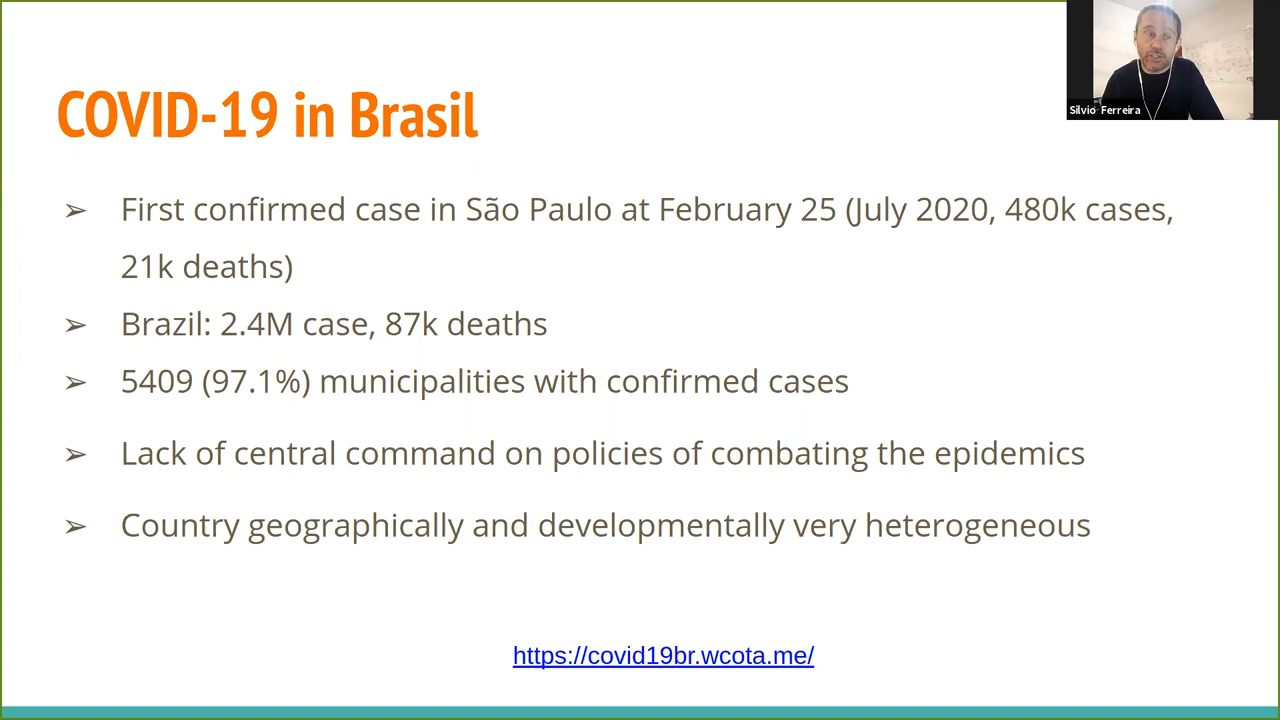 COVID-19 in Brasil
Silvio Ferreira
➢ First confirmed case in São Paulo at February 25 (July 2020, 480k cases,
21k deaths)
➢ Brazil: 2.4M case, 87k deaths
➢ 5409 (97.1%) municipalities with confirmed cases
➢ Lack of central command on policies of combating the epidemics
➢ Country geographically and developmentally very heterogeneous
https://covid19br.wcota.me/